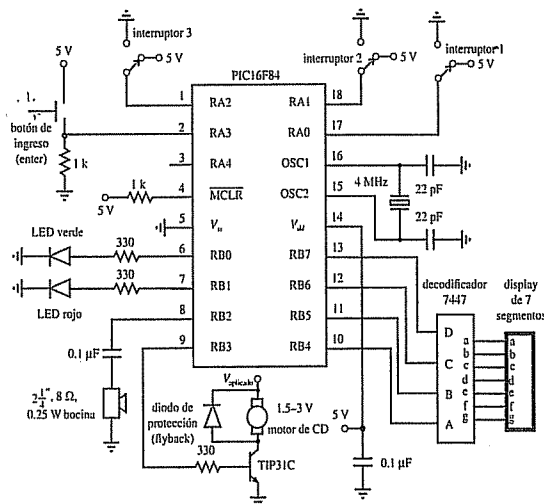 interruptor 3
5 V
5 V
interruptor 2
5 V
interruptor 1
5 V
PIC16F84
botón de
ingreso
(enter)
1 k
1
RA2
2
RA3
3
RA4
1 k
5 V
4
MCLR
5
6
RB0
7
RB1
8
RB2
9
RB3
RA1
18
RA0
17
OSC1
16
OSC2
15
14
RB7
13
RB6
12
RB5
11
RB4
10
4 MHz
22 pF
22 pF
LED verde
330
330
LED rojo
0.1 µF
2 1/4", 8 Ω,
0.25 W bocina
diodo de
protección
(flyback)
1.5–3 V
motor de CD
330
TIP31C
5 V
0.1 µF
decodificador
7447
D
C
B
A
a
b
c
d
e
f
g
display
de 7
segmentos
a
b
c
d
e
f
g